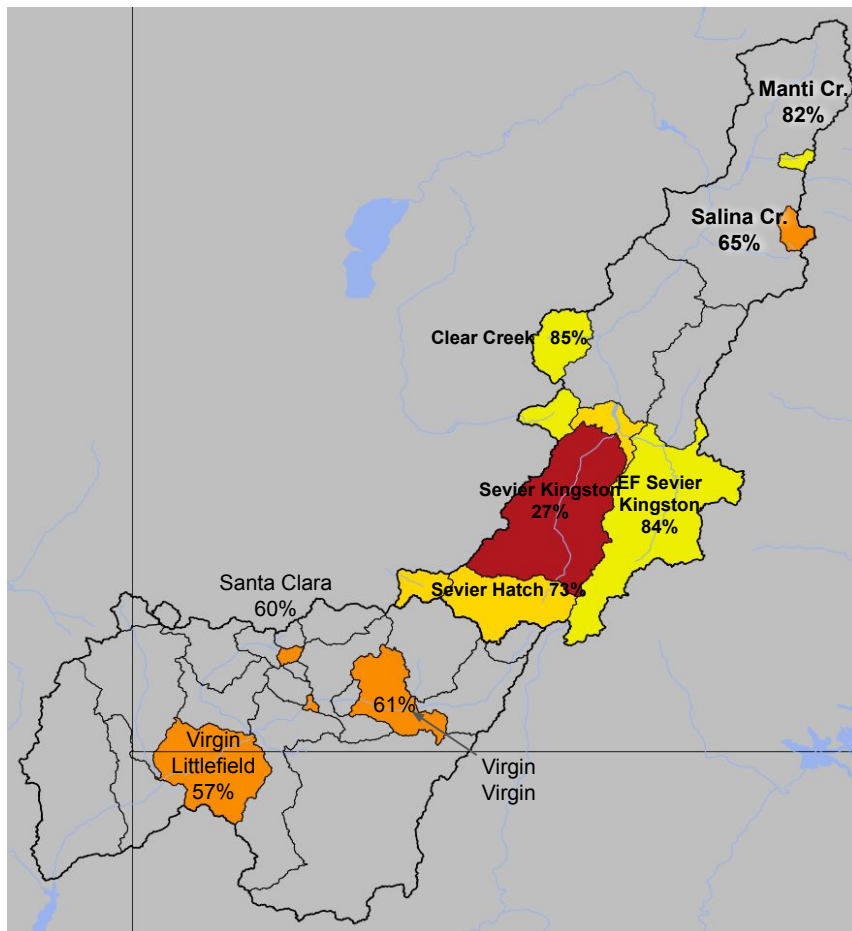 Manti Cr.
82%
Salina Cr.
65%
Clear Creek 85%
Sevier Kingston
27%
EF Sevier
Kingston
84%
Sevier Hatch 73%
Santa Clara
60%
61%
Virgin
Littlefield
57%
Virgin
Virgin